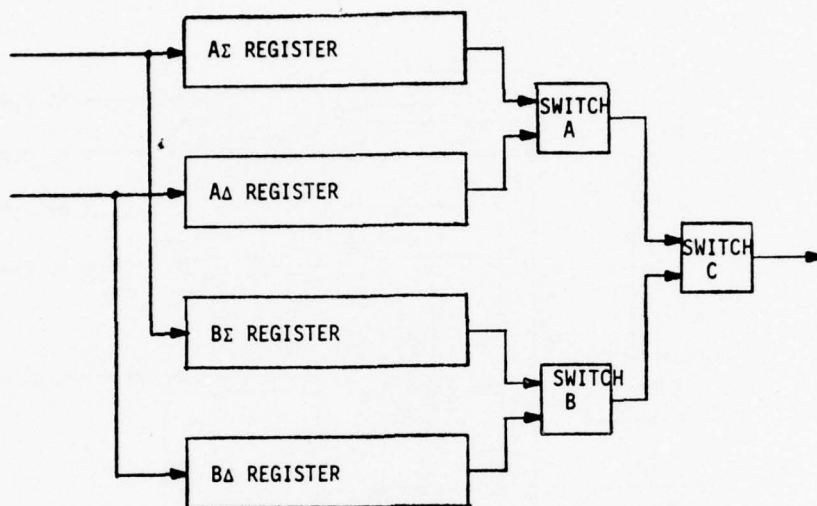 AΣ REGISTER
SWITCH
A
AΔ REGISTER
SWITCH
C
BΣ REGISTER
SWITCH
B
BΔ REGISTER